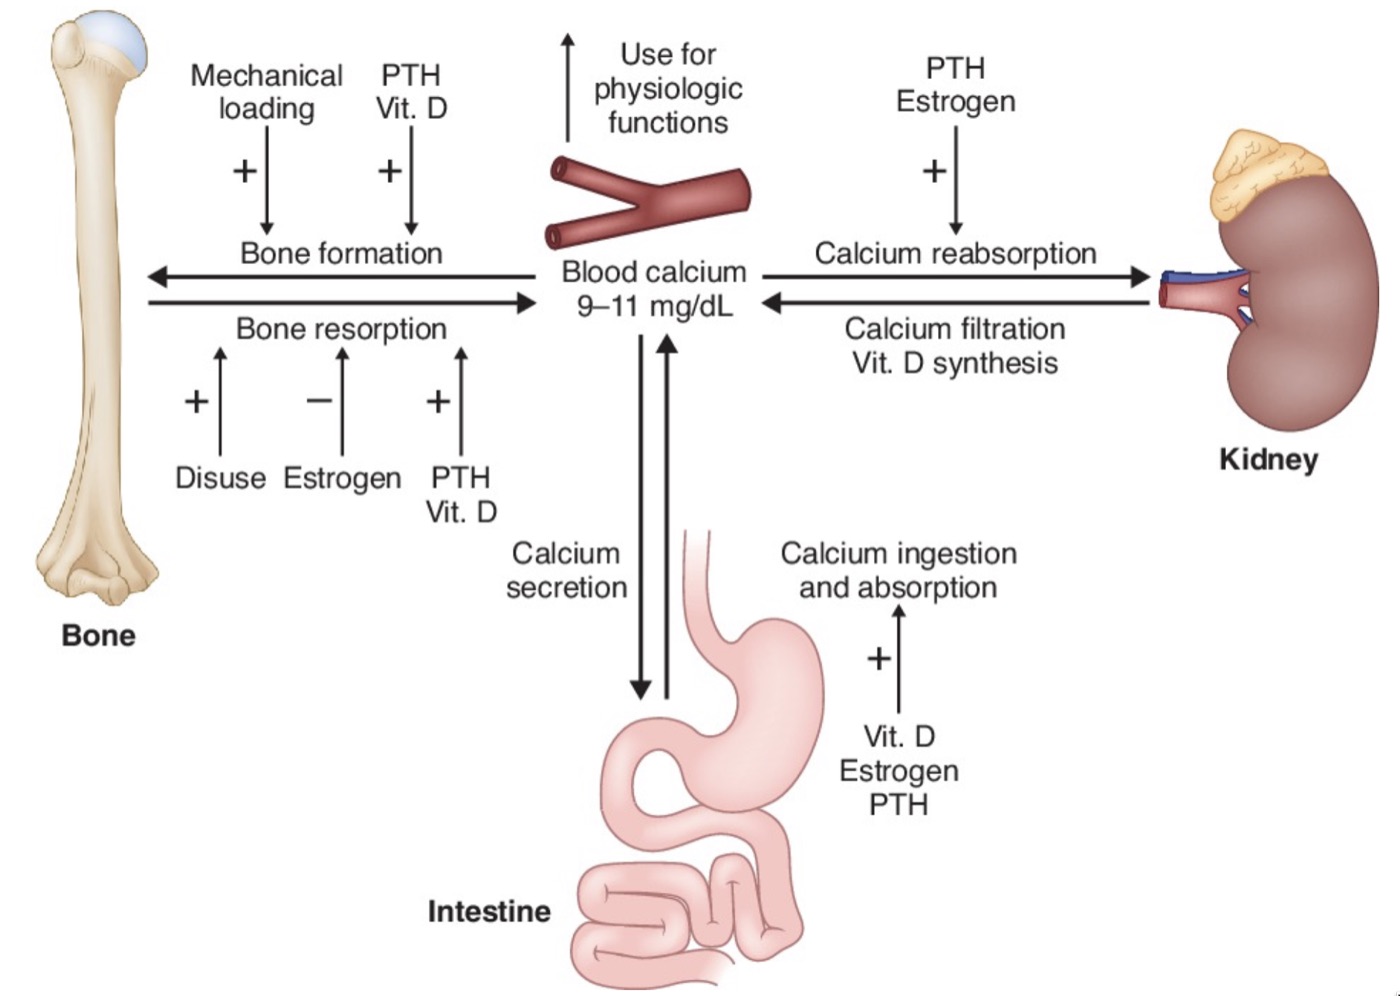 Mechanical
loading
PTH
Vit. D
+
+
Bone formation
Bone resorption
+
−
+
Disuse
Estrogen
PTH
Vit. D
Bone
Use for
physiologic
functions
Blood calcium
9–11 mg/dL
PTH
Estrogen
+
Calcium reabsorption
Calcium filtration
Vit. D synthesis
Kidney
Calcium
secretion
Calcium ingestion
and absorption
+
Vit. D
Estrogen
PTH
Intestine